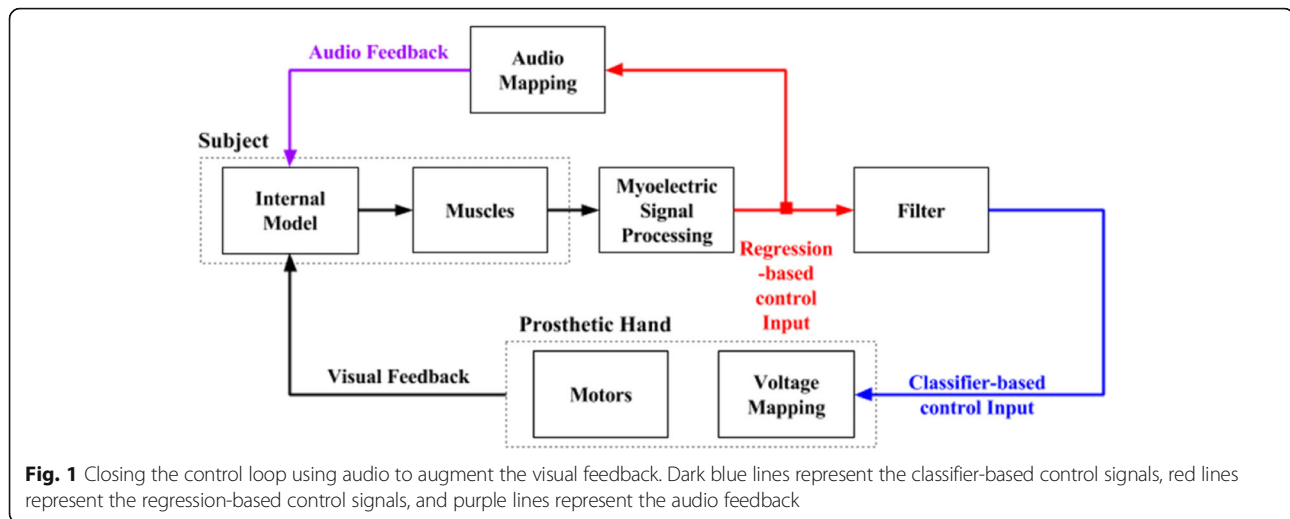 Audio Feedback
Audio
Mapping
Subject
Internal
Model
Muscles
Myoelectric
Signal
Processing
Filter
Regression
-based
control
Input
Prosthetic Hand
Visual Feedback
Motors
Voltage
Mapping
Classifier-based
control Input
Fig. 1 Closing the control loop using audio to augment the visual feedback. Dark blue lines represent the classifier-based control signals, red lines
represent the regression-based control signals, and purple lines represent the audio feedback